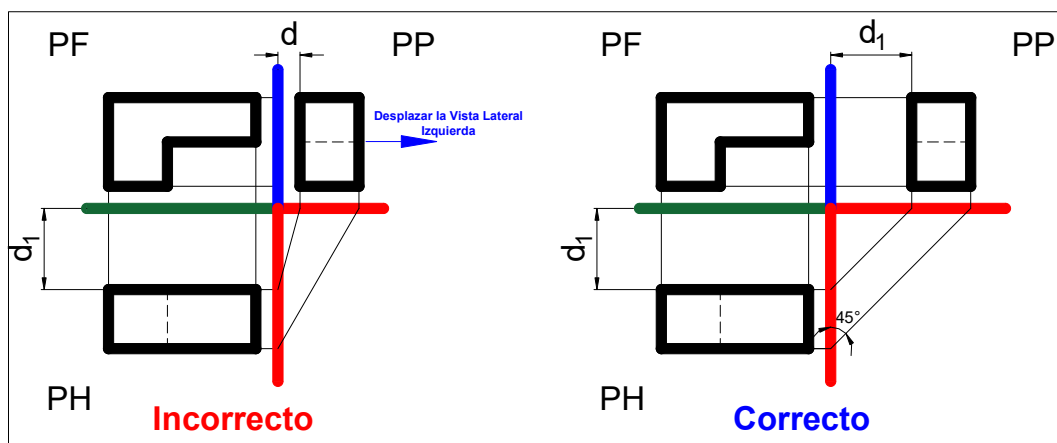 PF
d
PP
Desplazar la Vista Lateral
Izquierda
d1
PH
Incorrecto
PF
d1
PP
d1
45°
PH
Correcto